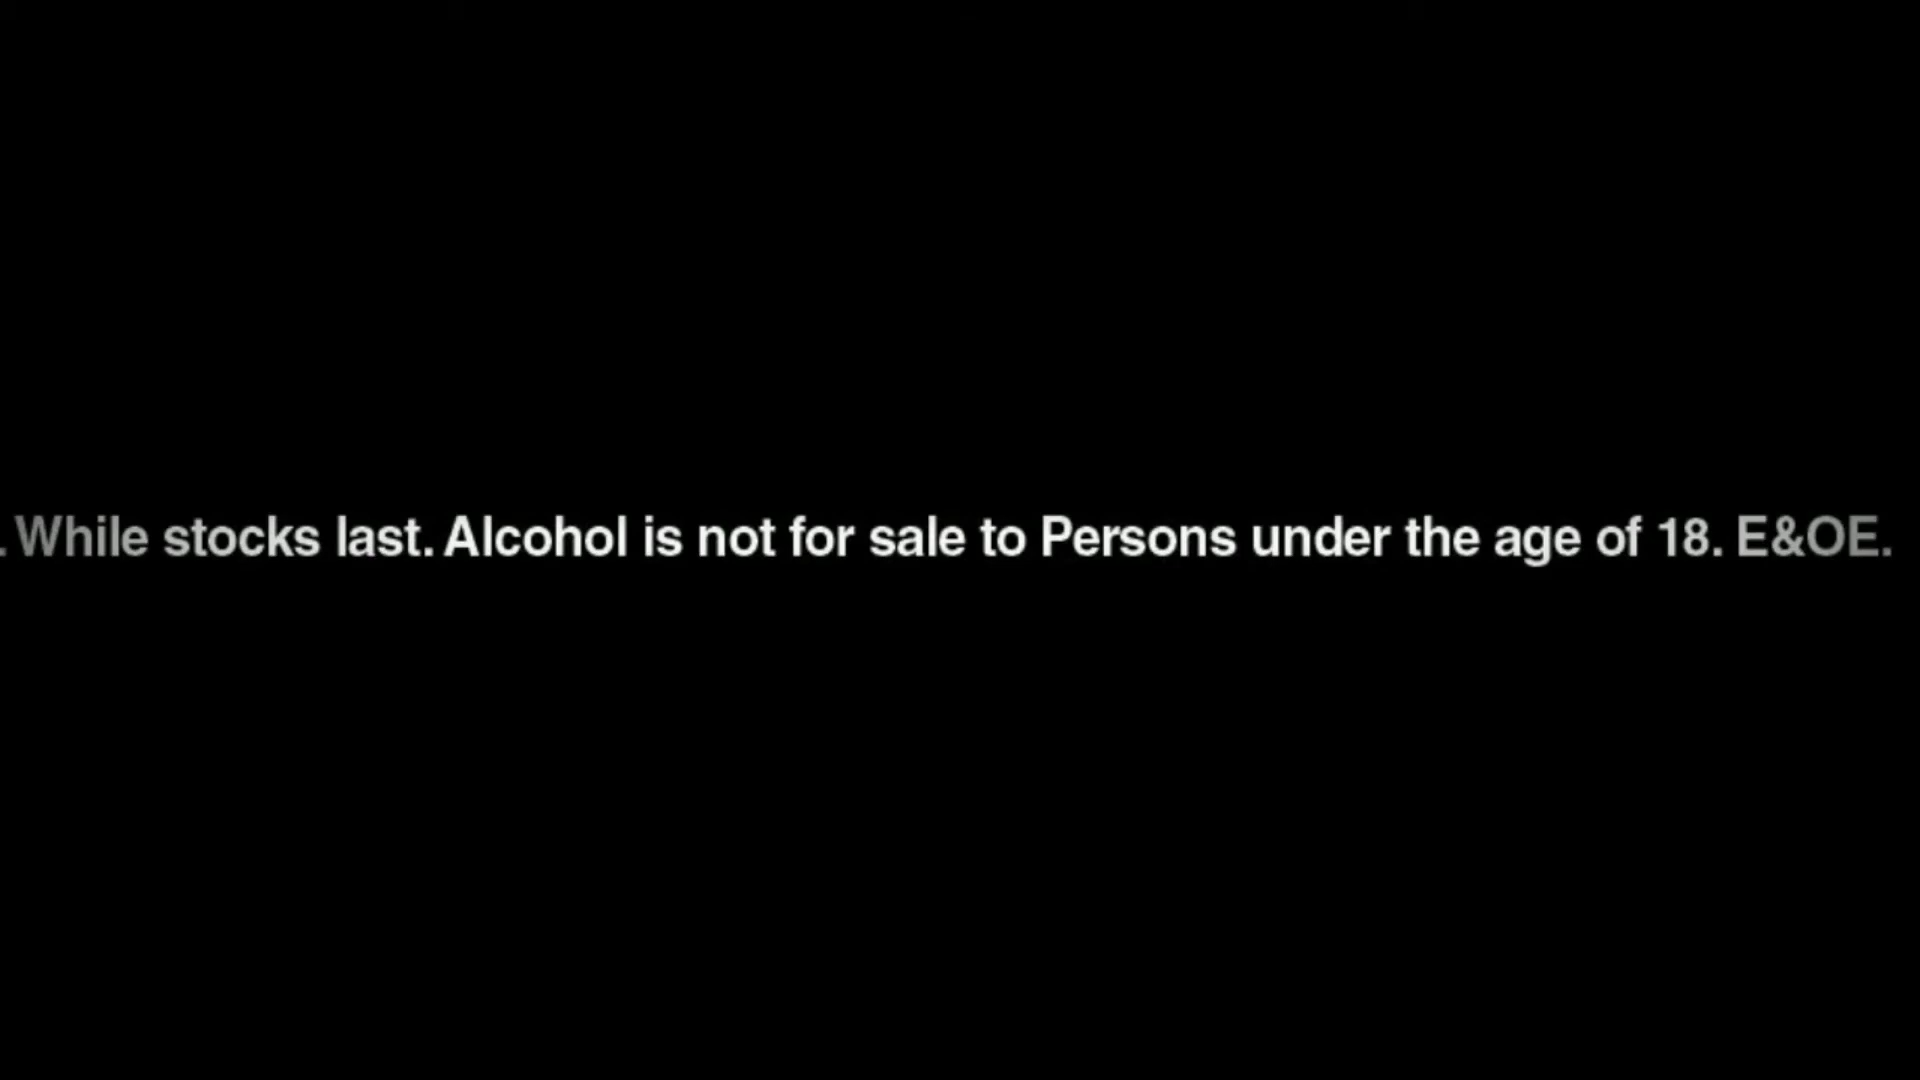 . While stocks last. Alcohol is not for sale to Persons under the age of 18. E&OE.